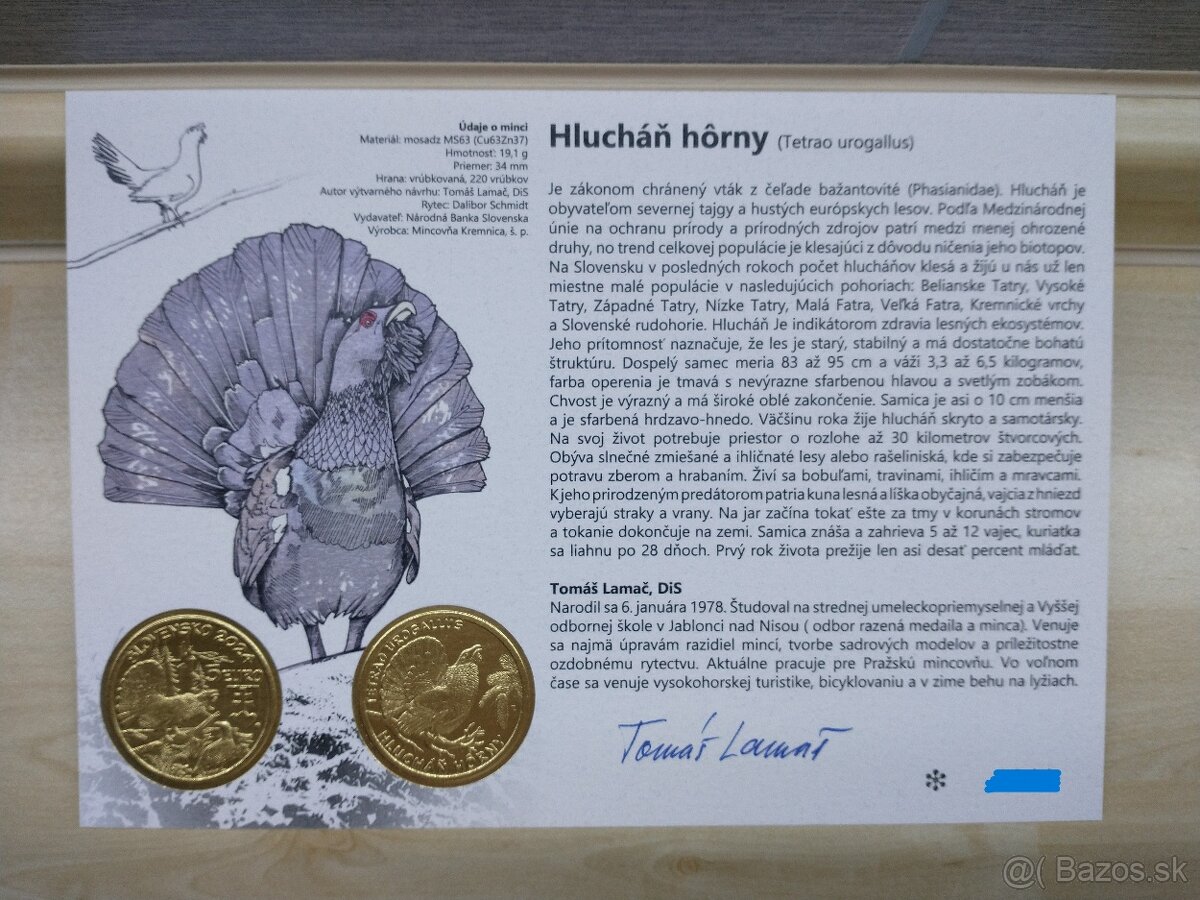 Údaje o minci
Materiál: mosadz MS63 (Cu63Zn37)
Hmotnosť: 19,1 g
Priemer: 34 mm
Hrana: vrúbkovaná, 220 vrúbkov
Autor výtvarného návrhu: Tomáš Lamač, DiS
Rytec: Dalibor Schmidt
Vydavateľ: Národná Banka Slovenska
Výrobca: Mincovňa Kremnica, š. p.
Hlucháň hôrny (Tetrao urogallus)
Je zákonom chránený vták z čeľade bažantovité (Phasianidae). Hlucháň je
obyvateľom severnej tajgy a hustých európskych lesov. Podľa Medzinárodnej
únie na ochranu prírody a prírodných zdrojov patrí medzi menej ohrozené
druhy, no trend celkovej populácie je klesajúci z dôvodu ničenia jeho biotopov.
Na Slovensku v posledných rokoch počet hlucháňov klesá a žijú u nás už len
miestne malé populácie v nasledujúcich pohoriach: Belianske Tatry, Vysoké
Tatry, Západné Tatry, Nízke Tatry, Malá Fatra, Veľká Fatra, Kremnické vrchy
a Slovenské rudohorie. Hlucháň Je indikátorom zdravia lesných ekosystémov.
Jeho prítomnosť naznačuje, že les je starý, stabilný a má dostatočne bohatú
štruktúru. Dospelý samec meria 83 až 95 cm a váži 3,3 až 6,5 kilogramov,
farba operenia je tmavá s nevýrazne sfarbenou hlavou a svetlým zobákom.
Chvost je výrazný a má široké oblé zakončenie. Samica je asi o 10 cm menšia
a je sfarbená hrdzavo-hnedo. Väčšinu roka žije hlucháň skryto a samotársky.
Na svoj život potrebuje priestor o rozlohe až 30 kilometrov štvorcových.
Obýva slnečné zmiešané a ihličnaté lesy alebo rašeliniská, kde si zabezpečuje
potravu zberom a hrabaním. Živí sa bobuľami, travinami, ihličím a mravcami.
K jeho prirodzeným predátorom patria kuna lesná a líška obyčajná, vajcia z hniezd
vyberajú straky a vrany. Na jar začína tokať ešte za tmy v korunách stromov
a tokanie dokončuje na zemi. Samica znáša a zahrieva 5 až 12 vajec, kuriatka
sa liahnu po 28 dňoch. Prvý rok života prežije len asi desať percent mláďat.
Tomáš Lamač, DiS
Narodil sa 6. januára 1978. Študoval na strednej umeleckopriemyselnej a Vyššej
odbornej škole v Jablonci nad Nisou ( odbor razená medaila a minca). Venuje
sa najmä úpravám razidiel mincí, tvorbe sadrových modelov a príležitostne
ozdobnému rytectvu. Aktuálne pracuje pre Pražskú mincovňu. Vo voľnom
čase sa venuje vysokohorskej turistike, bicyklovaniu a v zime behu na lyžiach.
Tomáš Lamač
SLOVENSKO
5 EURO
TETRAO UROGALLUS
HLUCHÁŇ HÔRNY
@( Bazos.sk